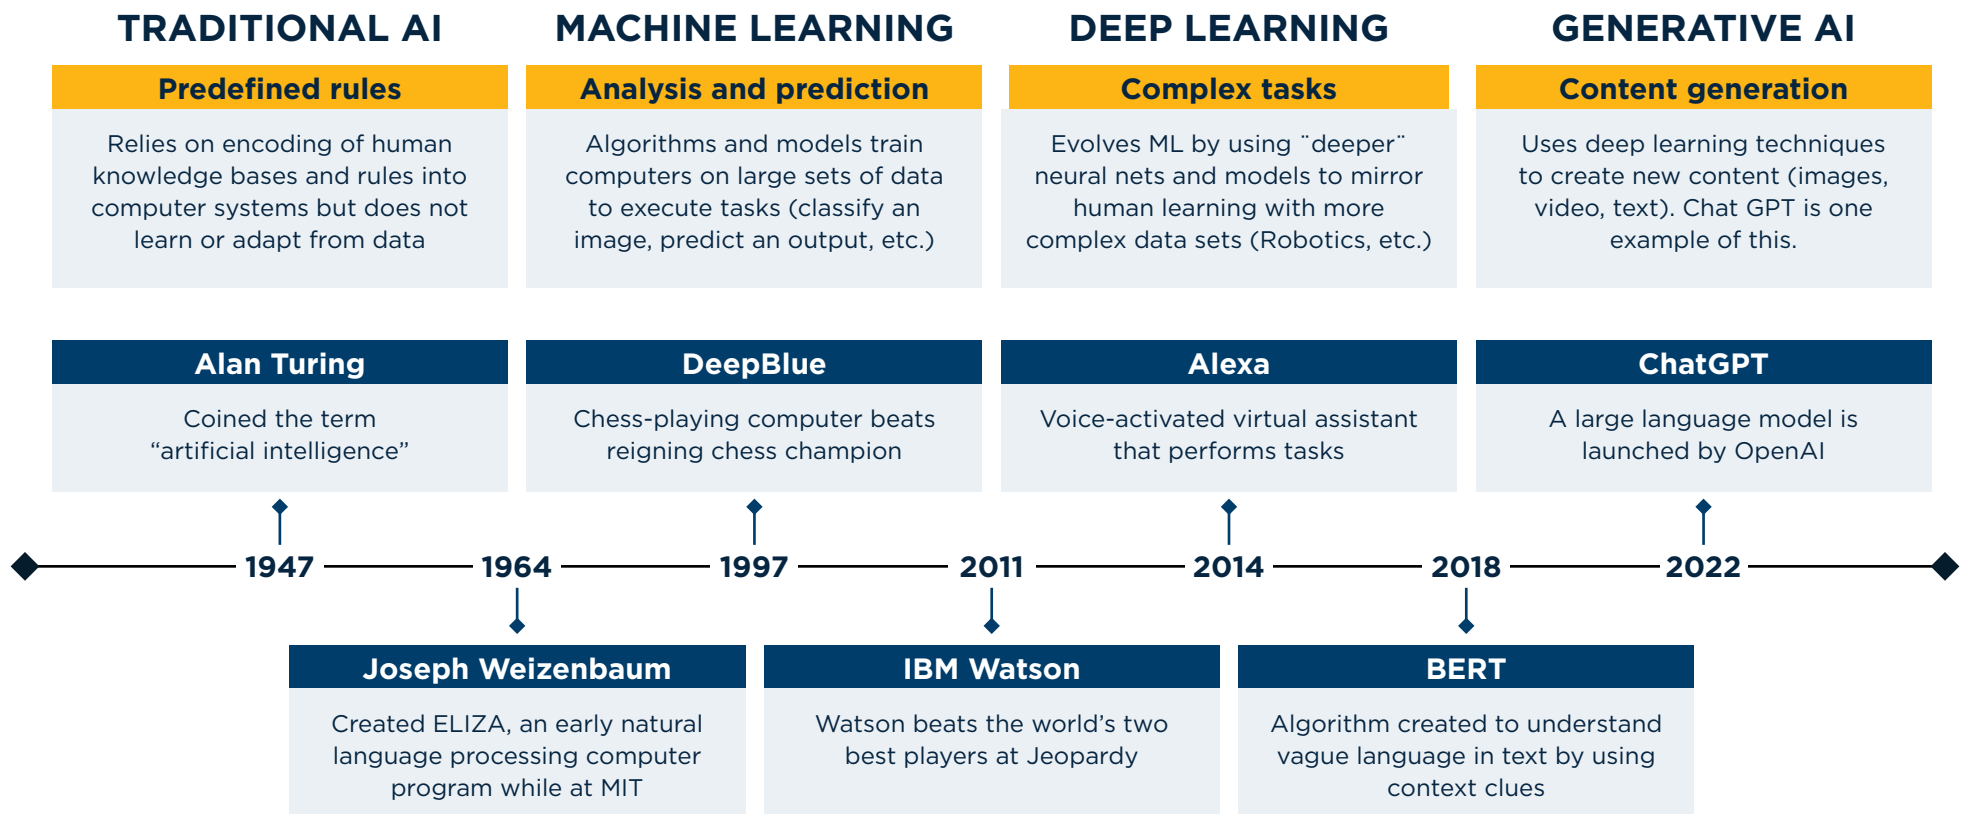 TRADITIONAL AI
Predefined rules
Relies on encoding of human
knowledge bases and rules into
computer systems but does not
learn or adapt from data
MACHINE LEARNING
Analysis and prediction
Algorithms and models train
computers on large sets of data
to execute tasks (classify an
image, predict an output, etc.)
DEEP LEARNING
Complex tasks
Evolves ML by using ¨deeper¨
neural nets and models to mirror
human learning with more
complex data sets (Robotics, etc.)
GENERATIVE AI
Content generation
Uses deep learning techniques
to create new content (images,
video, text). Chat GPT is one
example of this.
Alan Turing
Coined the term
“artificial intelligence”
DeepBlue
Chess-playing computer beats
reigning chess champion
Alexa
Voice-activated virtual assistant
that performs tasks
ChatGPT
A large language model is
launched by OpenAI
1947
1964
1997
2011
2014
2018
2022
Joseph Weizenbaum
Created ELIZA, an early natural
language processing computer
program while at MIT
IBM Watson
Watson beats the world’s two
best players at Jeopardy
BERT
Algorithm created to understand
vague language in text by using
context clues